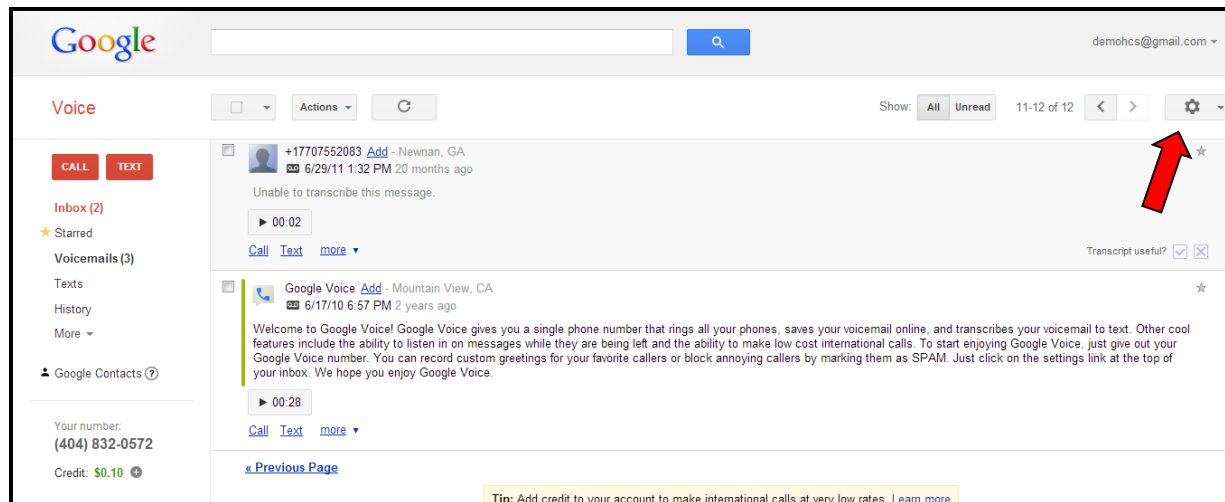 Google
demohcs@gmail.com
Voice
Actions
Show: All Unread 11-12 of 12
CALL TEXT
Inbox (2)
Starred
Voicemails (3)
Texts
History
More
Google Contacts ?
Your number:
(404) 832-0572
Credit: $0.10
+17707552083 Add - Newnan, GA
6/29/11 1:32 PM 20 months ago
Unable to transcribe this message.
00:02
Call Text more
Transcript useful?
Google Voice Add - Mountain View, CA
6/17/10 6:57 PM 2 years ago
Welcome to Google Voice! Google Voice gives you a single phone number that rings all your phones, saves your voicemail online, and transcribes your voicemail to text. Other cool
features include the ability to listen in on messages while they are being left and the ability to make low cost international calls. To start enjoying Google Voice, just give out your
Google Voice number. You can record custom greetings for your favorite callers or block annoying callers by marking them as SPAM. Just click on the settings link at the top of
your inbox. We hope you enjoy Google Voice.
00:28
Call Text more
« Previous Page
Tip: Add credit to your account to make international calls at very low rates. Learn more